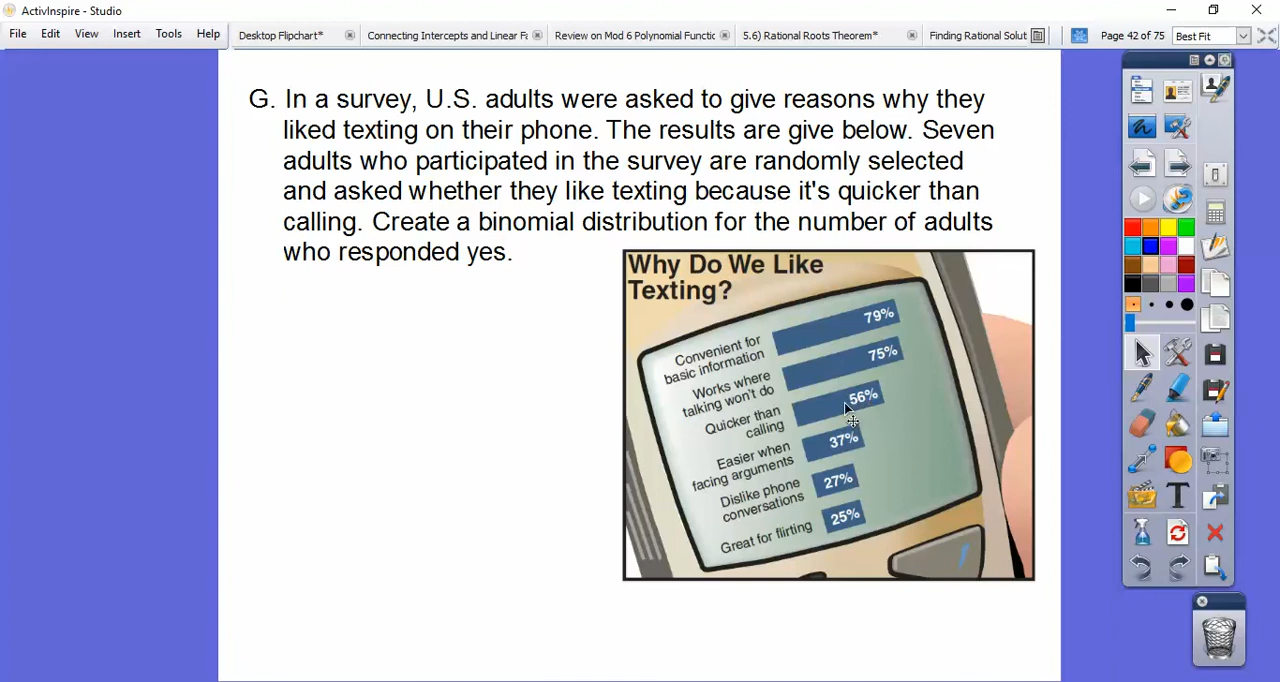 ActivInspire - Studio
File Edit View Insert Tools Help
Desktop Flipchart* Connecting Intercepts and Linear Fa Review on Mod 6 Polynomial Functic 5.6) Rational Roots Theorem* Finding Rational Solut Page 42 of 75 Best Fit
G. In a survey, U.S. adults were asked to give reasons why they
liked texting on their phone. The results are give below. Seven
adults who participated in the survey are randomly selected
and asked whether they like texting because it's quicker than
calling. Create a binomial distribution for the number of adults
who responded yes.
Why Do We Like
Texting?
Convenient for
basic information
79%
Works where
talking won't do
75%
Quicker than
calling
56%
Easier when
facing arguments
37%
Dislike phone
conversations
27%
Great for flirting
25%